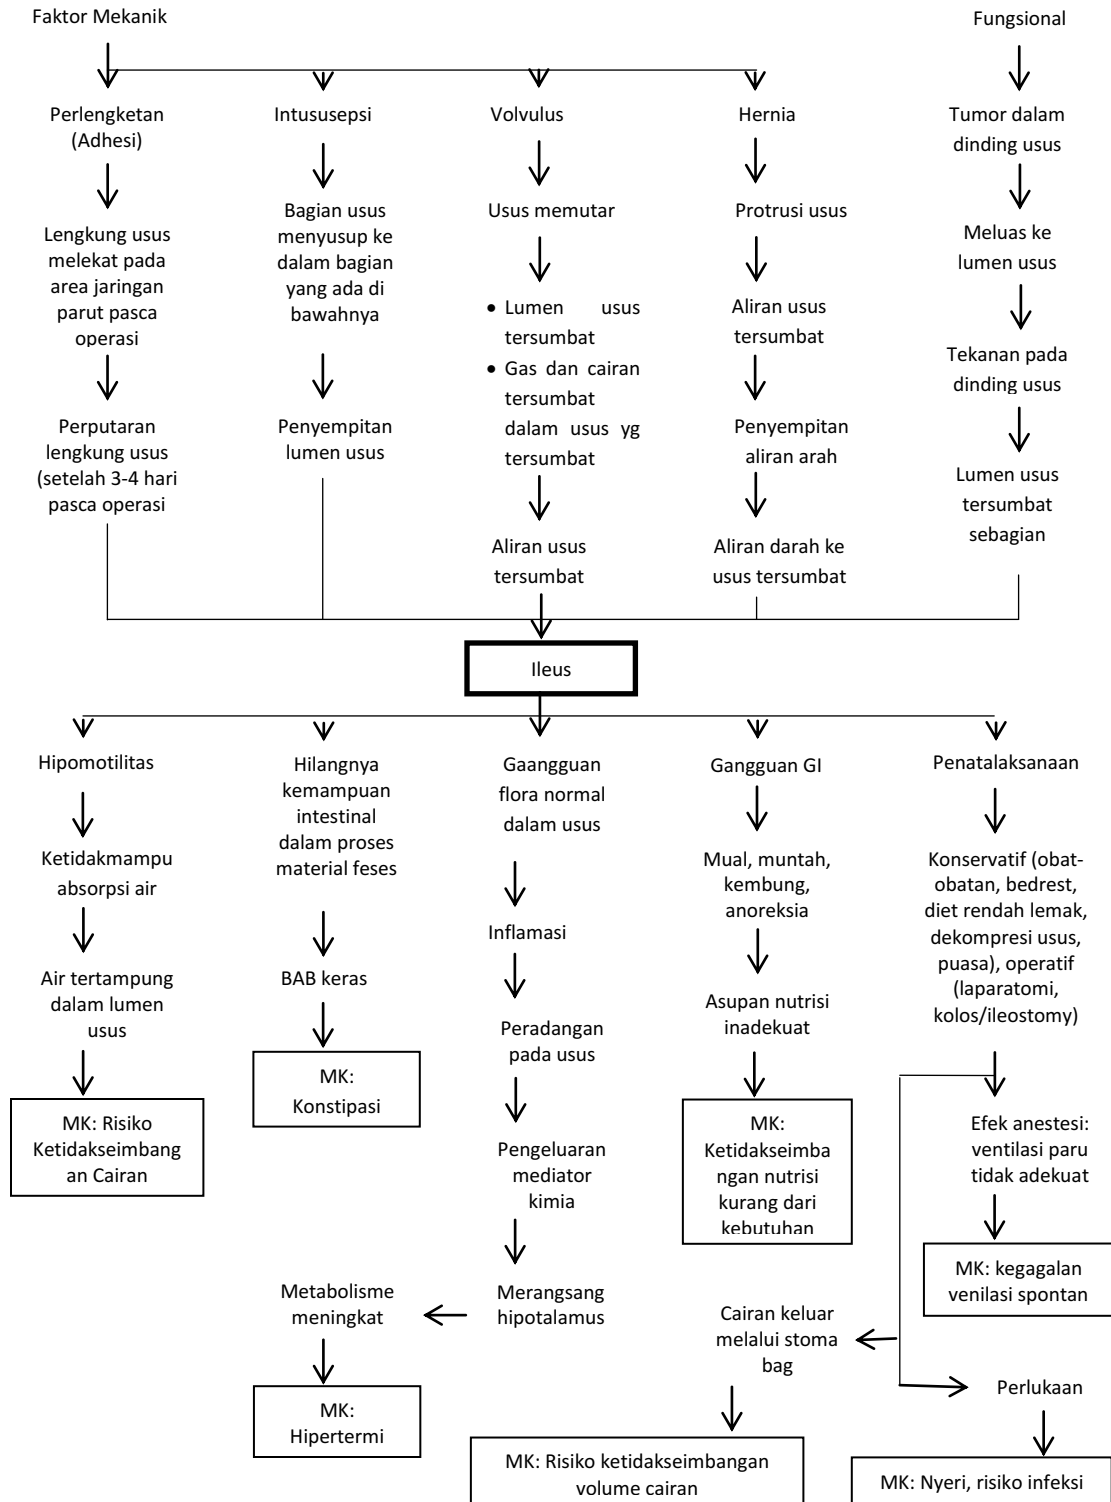 Faktor Mekanik
Fungsional
Perlengketan
(Adhesi)
Intususepsi
Volvulus
Hernia
Tumor dalam
dinding usus
Lengkung usus
melekat pada
area jaringan
parut pasca
operasi
Bagian usus
menyusup ke
dalam bagian
yang ada di
bawahnya
Usus memutar
Protrusi usus
Meluas ke
lumen usus
• Lumen usus
tersumbat
• Gas dan cairan
tersumbat
dalam usus yg
tersumbat
Aliran usus
tersumbat
Tekanan pada
dinding usus
Perputaran
lengkung usus
(setelah 3-4 hari
pasca operasi
Penyempitan
lumen usus
Penyempitan
aliran arah
Lumen usus
tersumbat
sebagian
Aliran usus
tersumbat
Aliran darah ke
usus tersumbat
Ileus
Hipomotilitas
Hilangnya
kemampuan
intestinal
dalam proses
material feses
Gaangguan
flora normal
dalam usus
Gangguan GI
Penatalaksanaan
Ketidakmampu
absorpsi air
Mual, muntah,
kembung,
anoreksia
Konservatif (obat-
obatan, bedrest,
diet rendah lemak,
dekompresi usus,
puasa), operatif
(laparatomi,
kolos/ileostomy)
Inflamasi
Air tertampung
dalam lumen
usus
BAB keras
Asupan nutrisi
inadekuat
Peradangan
pada usus
MK:
Konstipasi
MK: Risiko
Ketidakseimbang
an Cairan
MK:
Ketidakseimba
ngan nutrisi
kurang dari
kebutuhan
Efek anestesi:
ventilasi paru
tidak adekuat
Pengeluaran
mediator
kimia
MK: kegagalan
venilasi spontan
Metabolisme
meningkat
Merangsang
hipotalamus
Cairan keluar
melalui stoma
bag
Perlukaan
MK:
Hipertermi
MK: Risiko ketidakseimbangan
volume cairan
MK: Nyeri, risiko infeksi